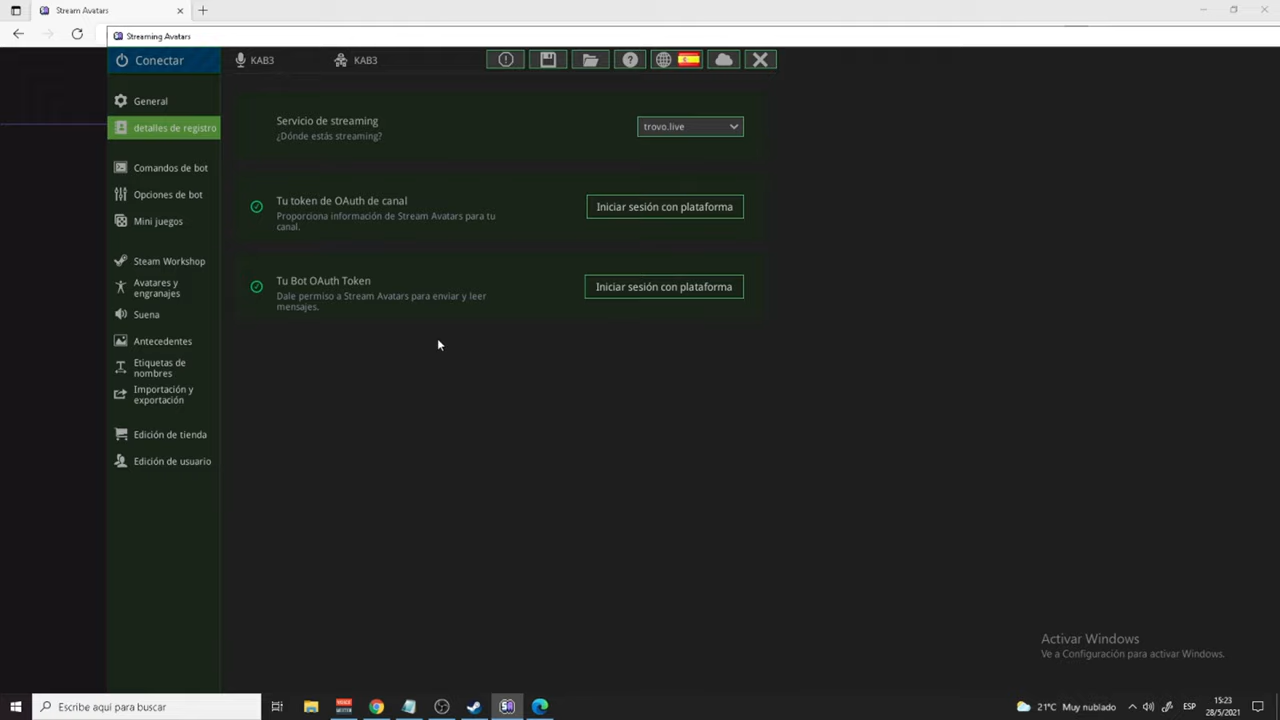 Stream Avatars
Streaming Avatars
Conectar
KAB3
KAB3
General
detalles de registro
Comandos de bot
Opciones de bot
Mini juegos
Steam Workshop
Avatares y
engranajes
Suena
Antecedentes
Etiquetas de
nombres
Importación y
exportación
Edición de tienda
Edición de usuario
Servicio de streaming
¿Dónde estás streaming?
trovo.live
Tu token de OAuth de canal
Proporciona información de Stream Avatars para tu
canal.
Iniciar sesión con plataforma
Tu Bot OAuth Token
Dale permiso a Stream Avatars para enviar y leer
mensajes.
Iniciar sesión con plataforma
Activar Windows
Ve a Configuración para activar Windows.
Escribe aquí para buscar
21°C Muy nublado
ESP
15:23
28/5/2021